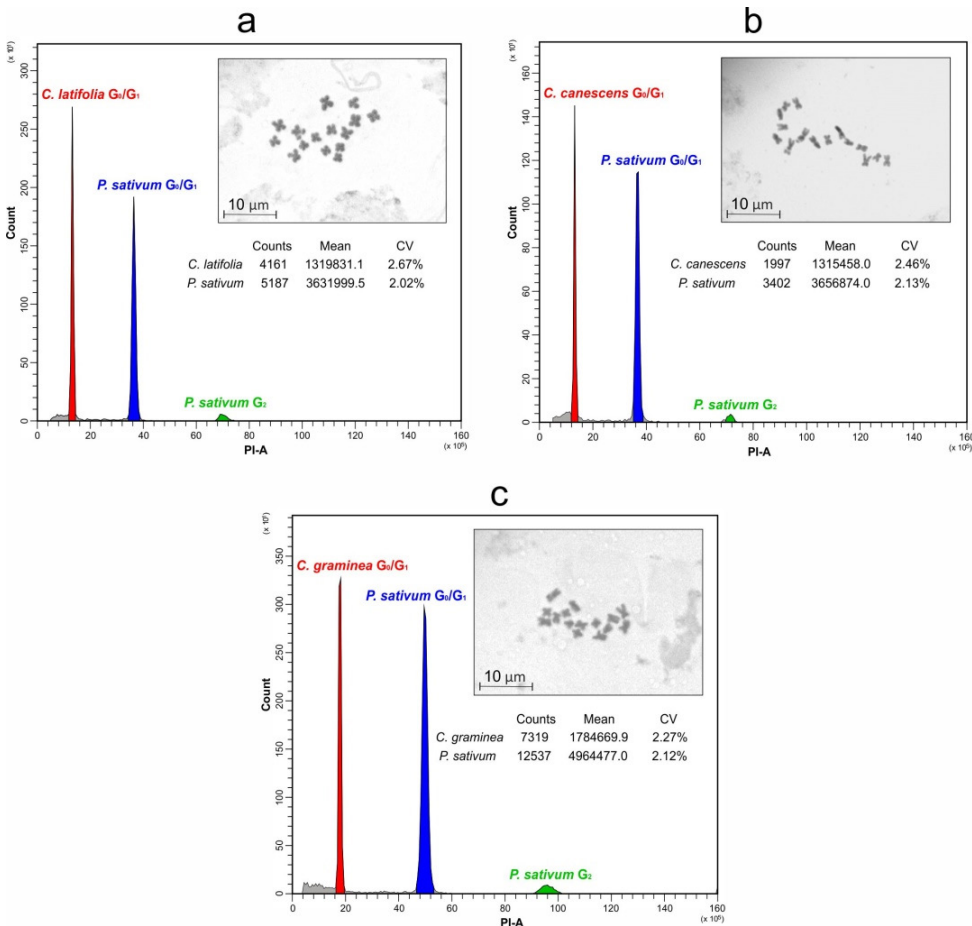 a
(x 10¹)
300
250
200
150
100
50
0
Count
C. latifolia G₀/G₁
P. sativum G₀/G₁
P. sativum G₂
10 µm
Counts Mean CV
C. latifolia 4161 1319831.1 2.67%
P. sativum 5187 3631999.5 2.02%
0 20 40 60 80 100 120 140 160
PI-A
(x 10⁵)
b
(x 10¹)
160
140
120
100
80
60
40
20
0
Count
C. canescens G₀/G₁
P. sativum G₀/G₁
P. sativum G₂
10 µm
Counts Mean CV
C. canescens 1997 1315458.0 2.46%
P. sativum 3402 3656874.0 2.13%
0 20 40 60 80 100 120 140 160
PI-A
(x 10⁵)
c
(x 10¹)
350
300
250
200
150
100
50
0
Count
C. graminea G₀/G₁
P. sativum G₀/G₁
P. sativum G₂
10 µm
Counts Mean CV
C. graminea 7319 1784669.9 2.27%
P. sativum 12537 4964477.0 2.12%
0 20 40 60 80 100 120 140 160
PI-A
(x 10⁵)